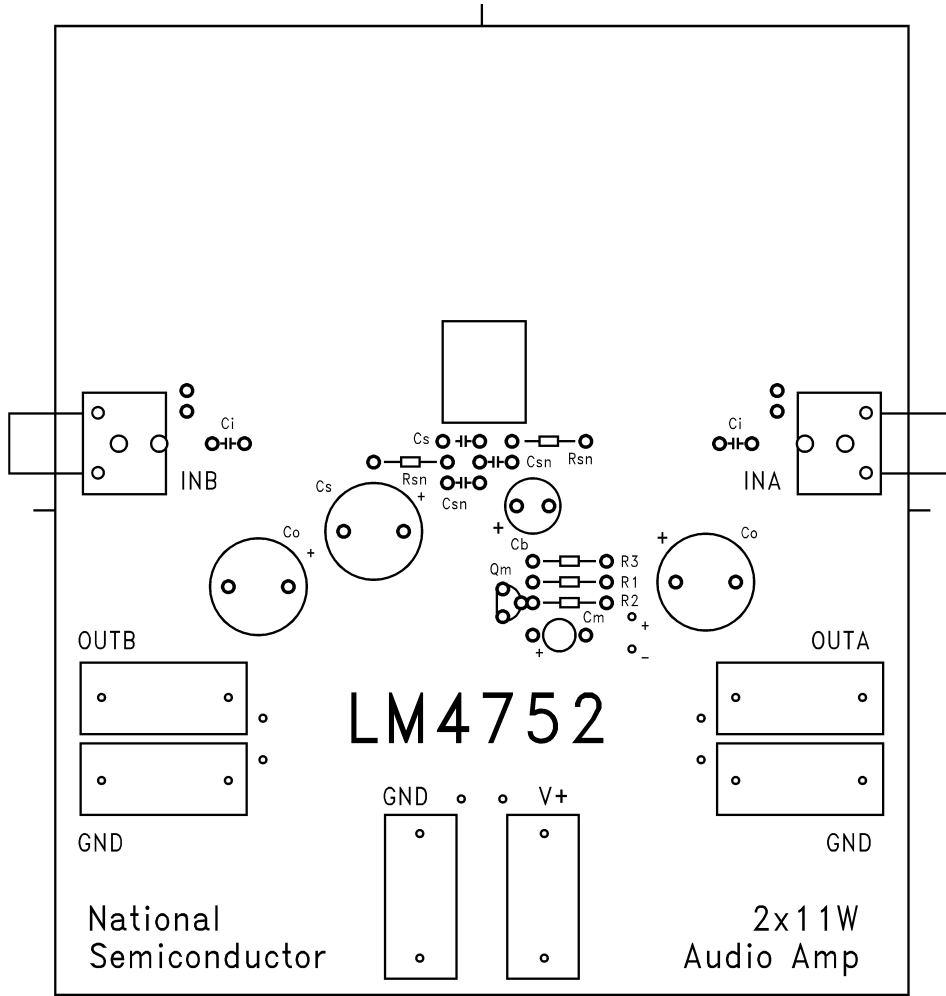 Ci
Ci
Cs
Csn
Rsn
INB
Rsn
INA
Cs
+
Csn
+
Cb
Co
+
+
Co
R3
Qm
R1
R2
Cm
+
+
-
OUTB
OUTA
LM4752
GND
V+
GND
GND
National
Semiconductor
2x11W
Audio Amp